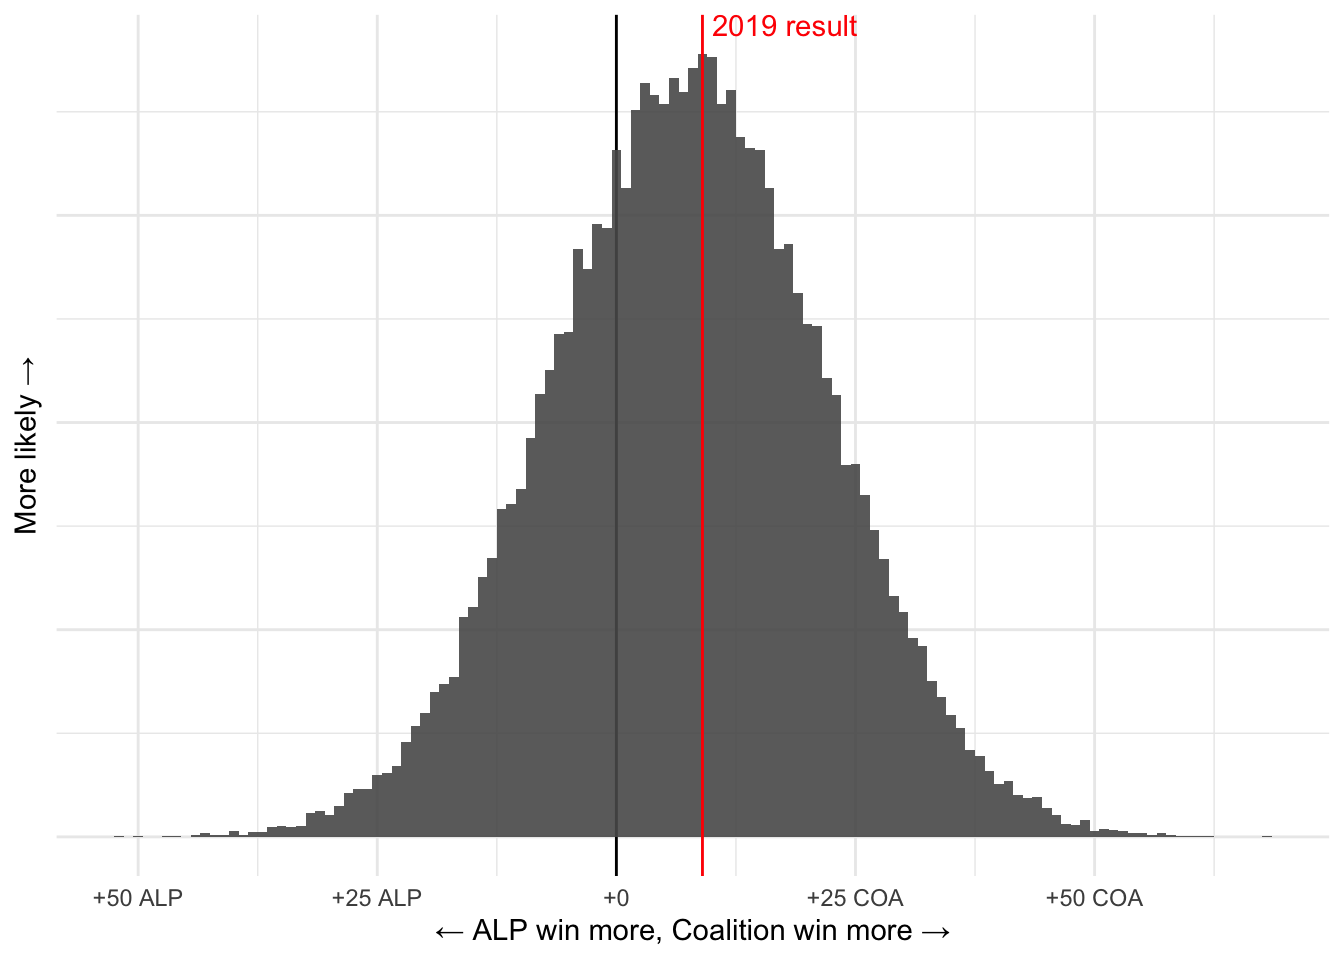 2019 result
More likely →
+50 ALP
+25 ALP
+0
+25 COA
+50 COA
← ALP win more, Coalition win more →